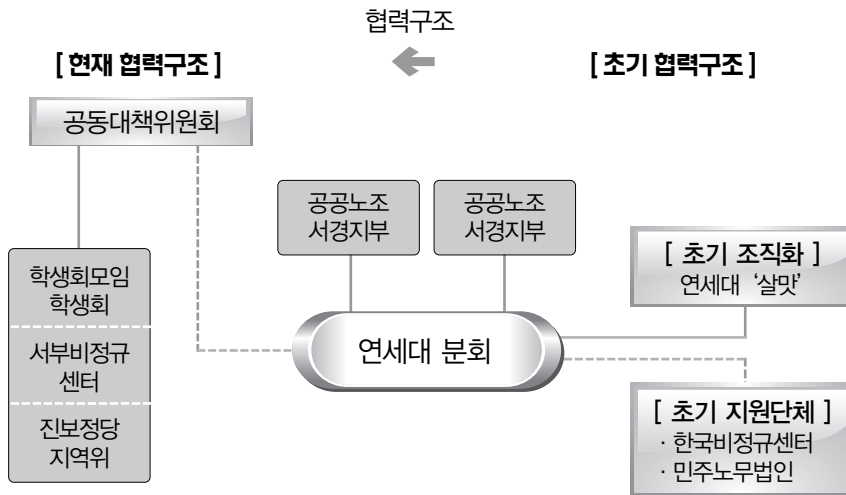 협력구조
[ 현재 협력구조 ]
[ 초기 협력구조 ]
공동대책위원회
공공노조
서경지부
공공노조
서경지부
학생회모임
학생회
서부비정규
센터
진보정당
지역위
연세대 분회
[ 초기 조직화 ]
연세대 ‘살맛’
[ 초기 지원단체 ]
· 한국비정규센터
· 민주노무법인